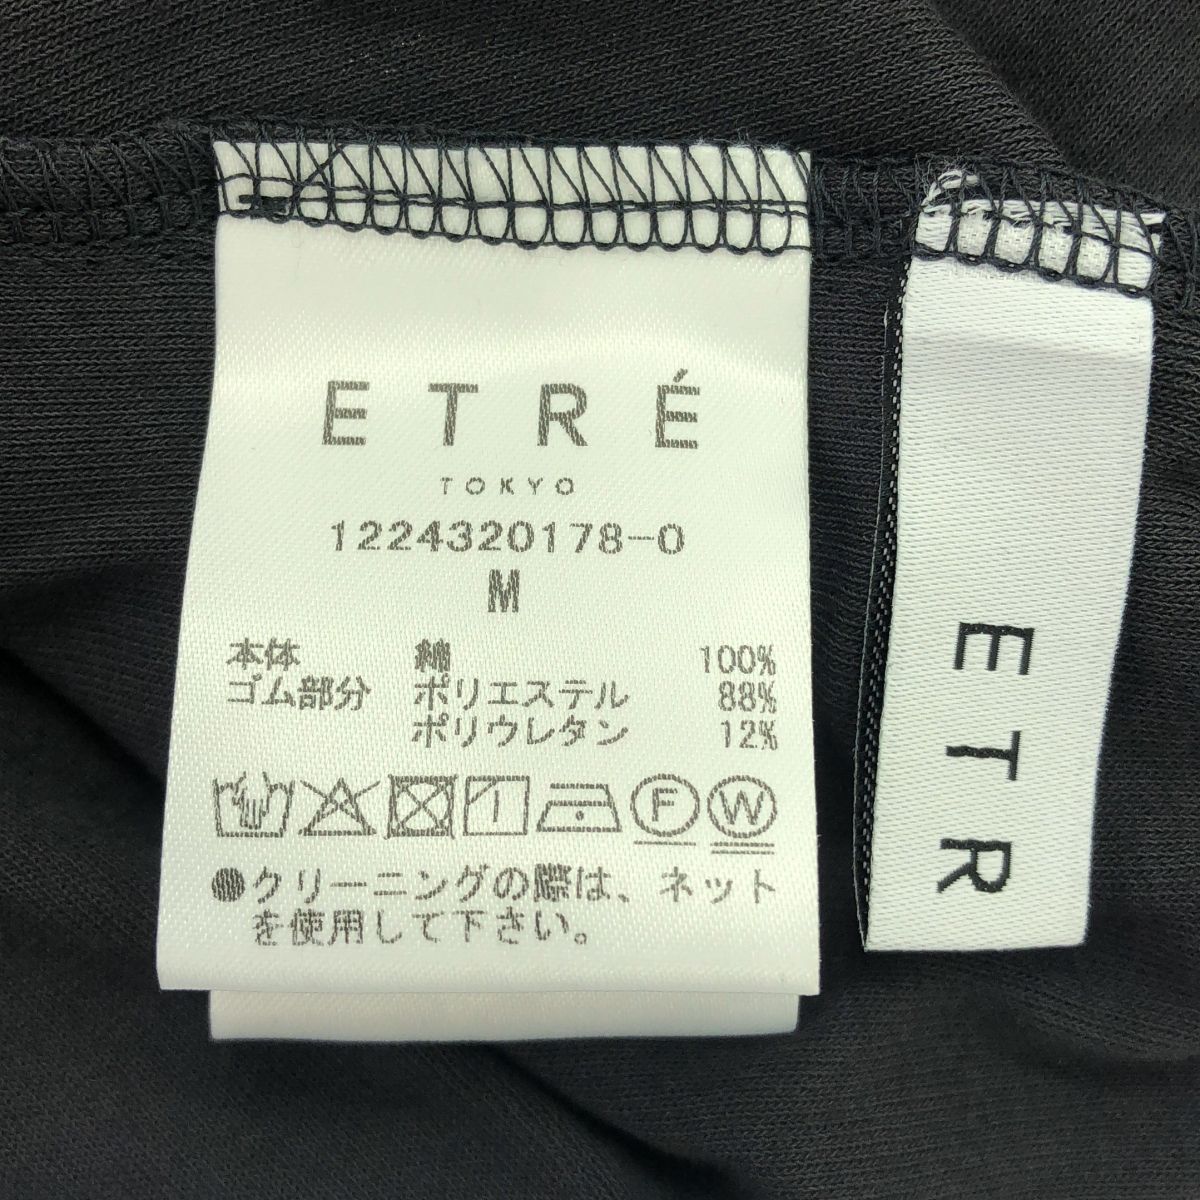 ETRÉ
TOKYO
1224320178-0
M
本体 綿 100%
ゴム部分 ポリエステル 88%
ポリウレタン 12%
F W
●クリーニングの際は、ネット
を使用して下さい。
ETR